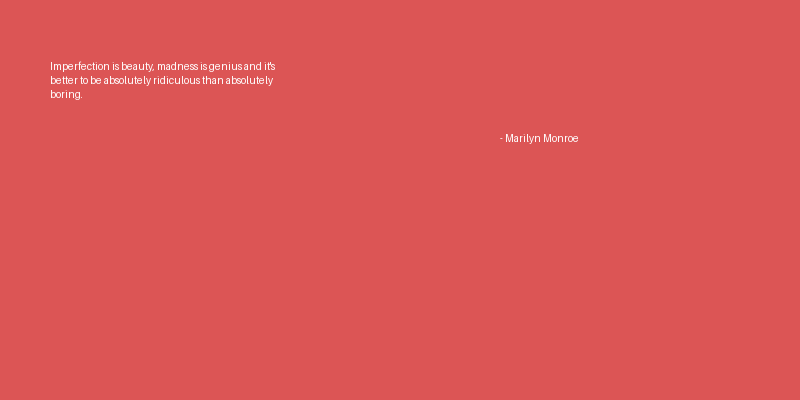 Imperfection is beauty, madness is genius and it's
better to be absolutely ridiculous than absolutely
boring.
- Marilyn Monroe